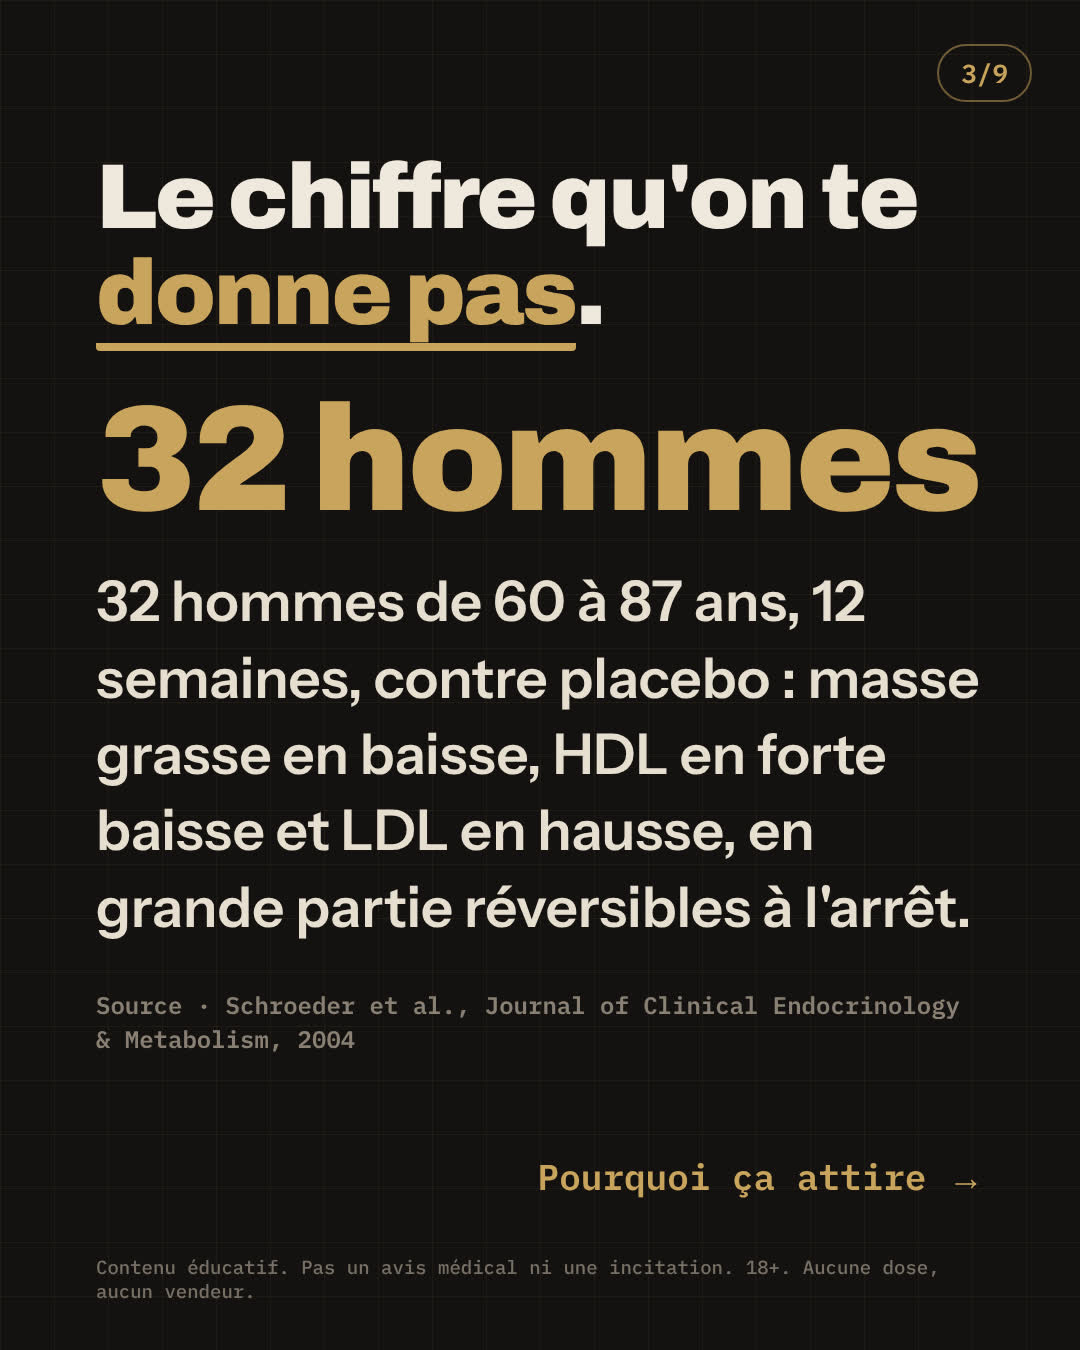 3/9
Le chiffre qu'on te
donne pas.
32 hommes
32 hommes de 60 à 87 ans, 12
semaines, contre placebo : masse
grasse en baisse, HDL en forte
baisse et LDL en hausse, en
grande partie réversibles à l'arrêt.
Source · Schroeder et al., Journal of Clinical Endocrinology
& Metabolism, 2004
Pourquoi ça attire →
Contenu éducatif. Pas un avis médical ni une incitation. 18+. Aucune dose,
aucun vendeur.